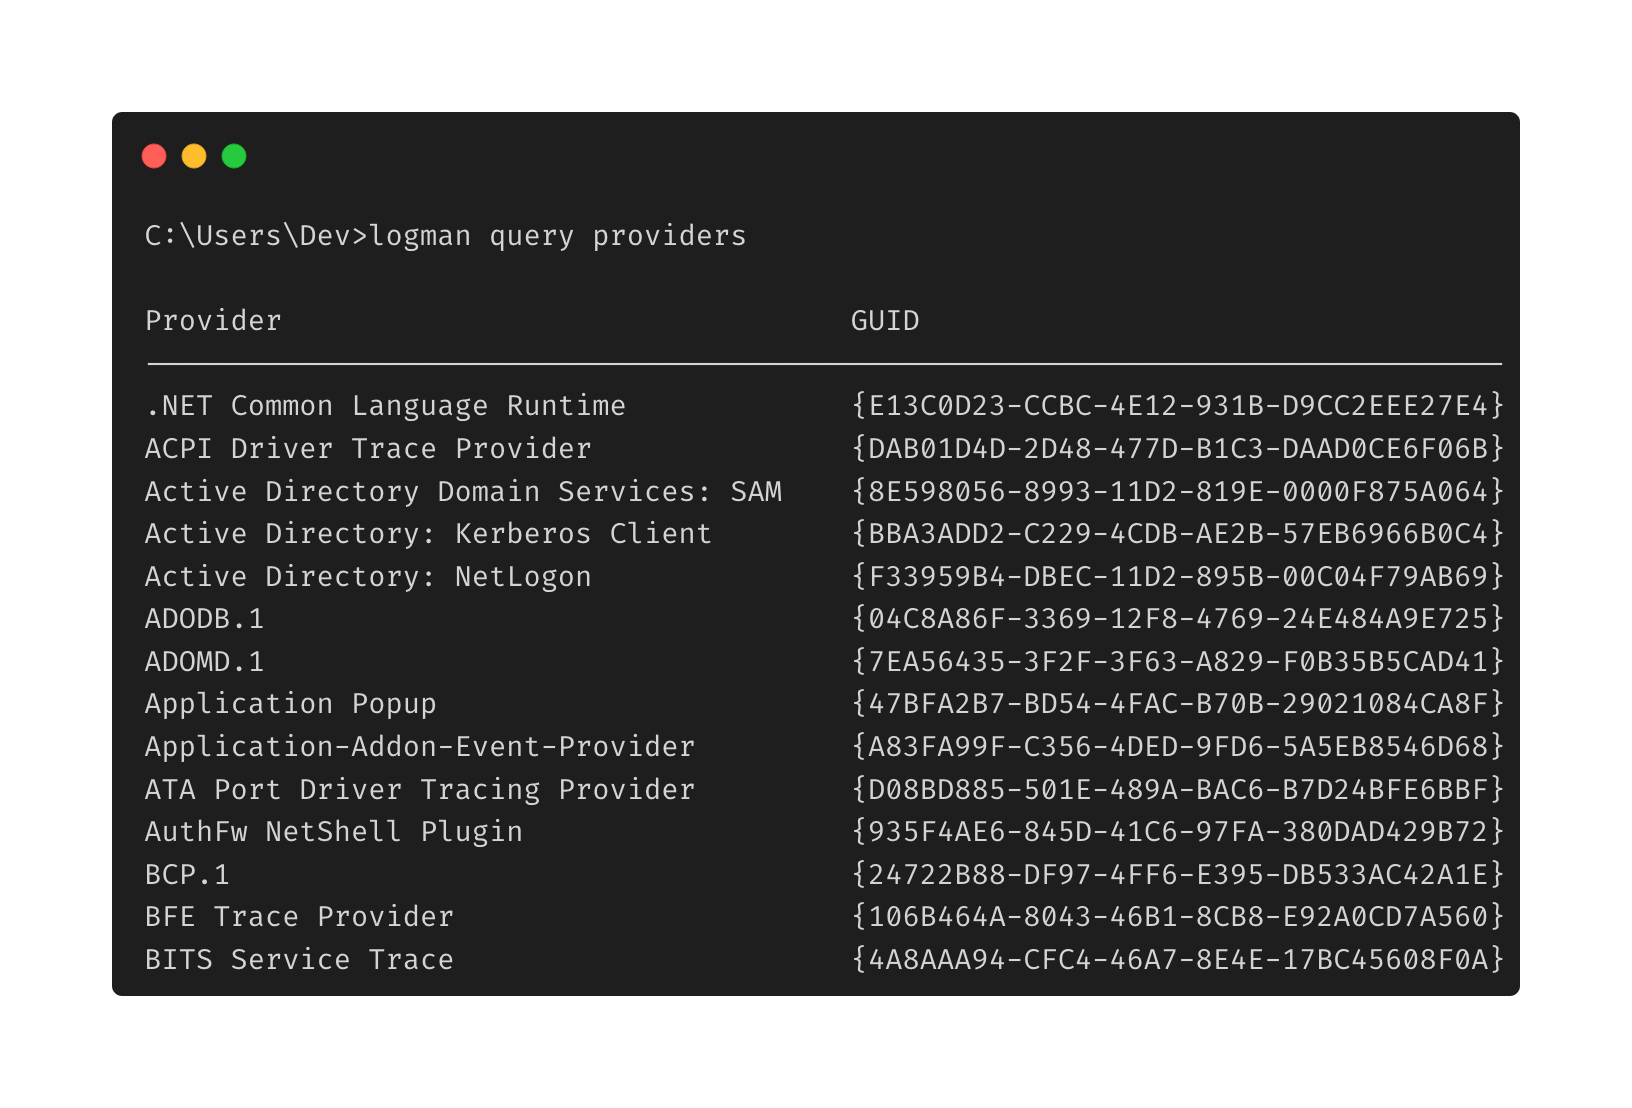 C:\Users\Dev>logman query providers
Provider GUID
.NET Common Language Runtime {E13C0D23-CCBC-4E12-931B-D9CC2EEE27E4}
ACPI Driver Trace Provider {DAB01D4D-2D48-477D-B1C3-DAAD0CE6F06B}
Active Directory Domain Services: SAM {8E598056-8993-11D2-819E-0000F875A064}
Active Directory: Kerberos Client {BBA3ADD2-C229-4CDB-AE2B-57EB6966B0C4}
Active Directory: NetLogon {F33959B4-DBEC-11D2-895B-00C04F79AB69}
ADODB.1 {04C8A86F-3369-12F8-4769-24E484A9E725}
ADOMD.1 {7EA56435-3F2F-3F63-A829-F0B35B5CAD41}
Application Popup {47BFA2B7-BD54-4FAC-B70B-29021084CA8F}
Application-Addon-Event-Provider {A83FA99F-C356-4DED-9FD6-5A5EB8546D68}
ATA Port Driver Tracing Provider {D08BD885-501E-489A-BAC6-B7D24BFE6BBF}
AuthFw NetShell Plugin {935F4AE6-845D-41C6-97FA-380DAD429B72}
BCP.1 {24722B88-DF97-4FF6-E395-DB533AC42A1E}
BFE Trace Provider {106B464A-8043-46B1-8CB8-E92A0CD7A560}
BITS Service Trace {4A8AAA94-CFC4-46A7-8E4E-17BC45608F0A}